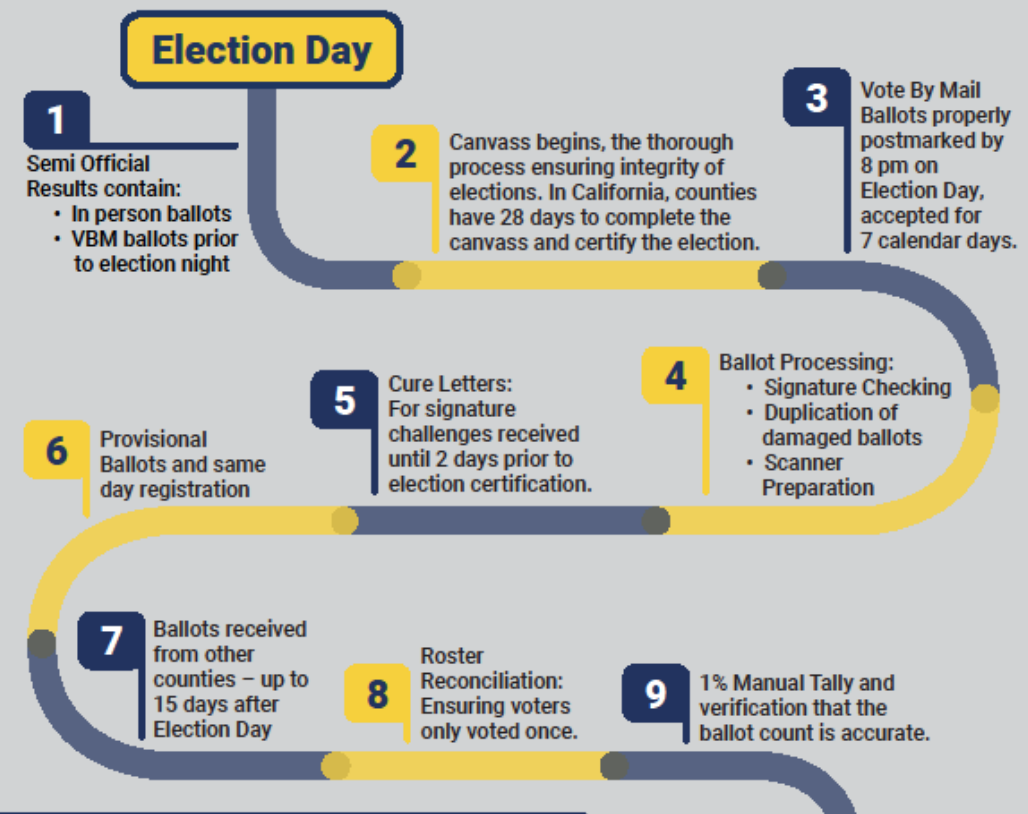 Election Day
1
Semi Official
Results contain:
• In person ballots
• VBM ballots prior
to election night
2
Canvass begins, the thorough
process ensuring integrity of
elections. In California, counties
have 28 days to complete the
canvass and certify the election.
3
Vote By Mail
Ballots properly
postmarked by
8 pm on
Election Day,
accepted for
7 calendar days.
4
Ballot Processing:
• Signature Checking
• Duplication of
damaged ballots
• Scanner
Preparation
5
Cure Letters:
For signature
challenges received
until 2 days prior to
election certification.
6
Provisional
Ballots and same
day registration
7
Ballots received
from other
counties – up to
15 days after
Election Day
8
Roster
Reconciliation:
Ensuring voters
only voted once.
9
1% Manual Tally and
verification that the
ballot count is accurate.